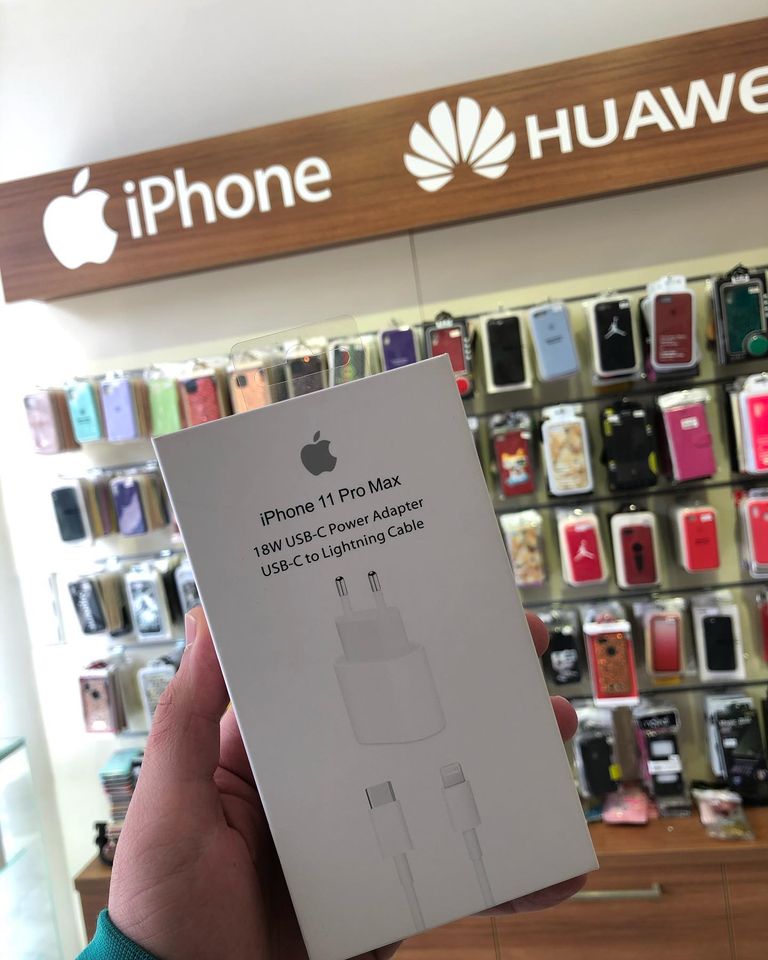 iPhone
HUAWE
iPhone 11 Pro Max
18W USB-C Power Adapter
USB-C to Lightning Cable